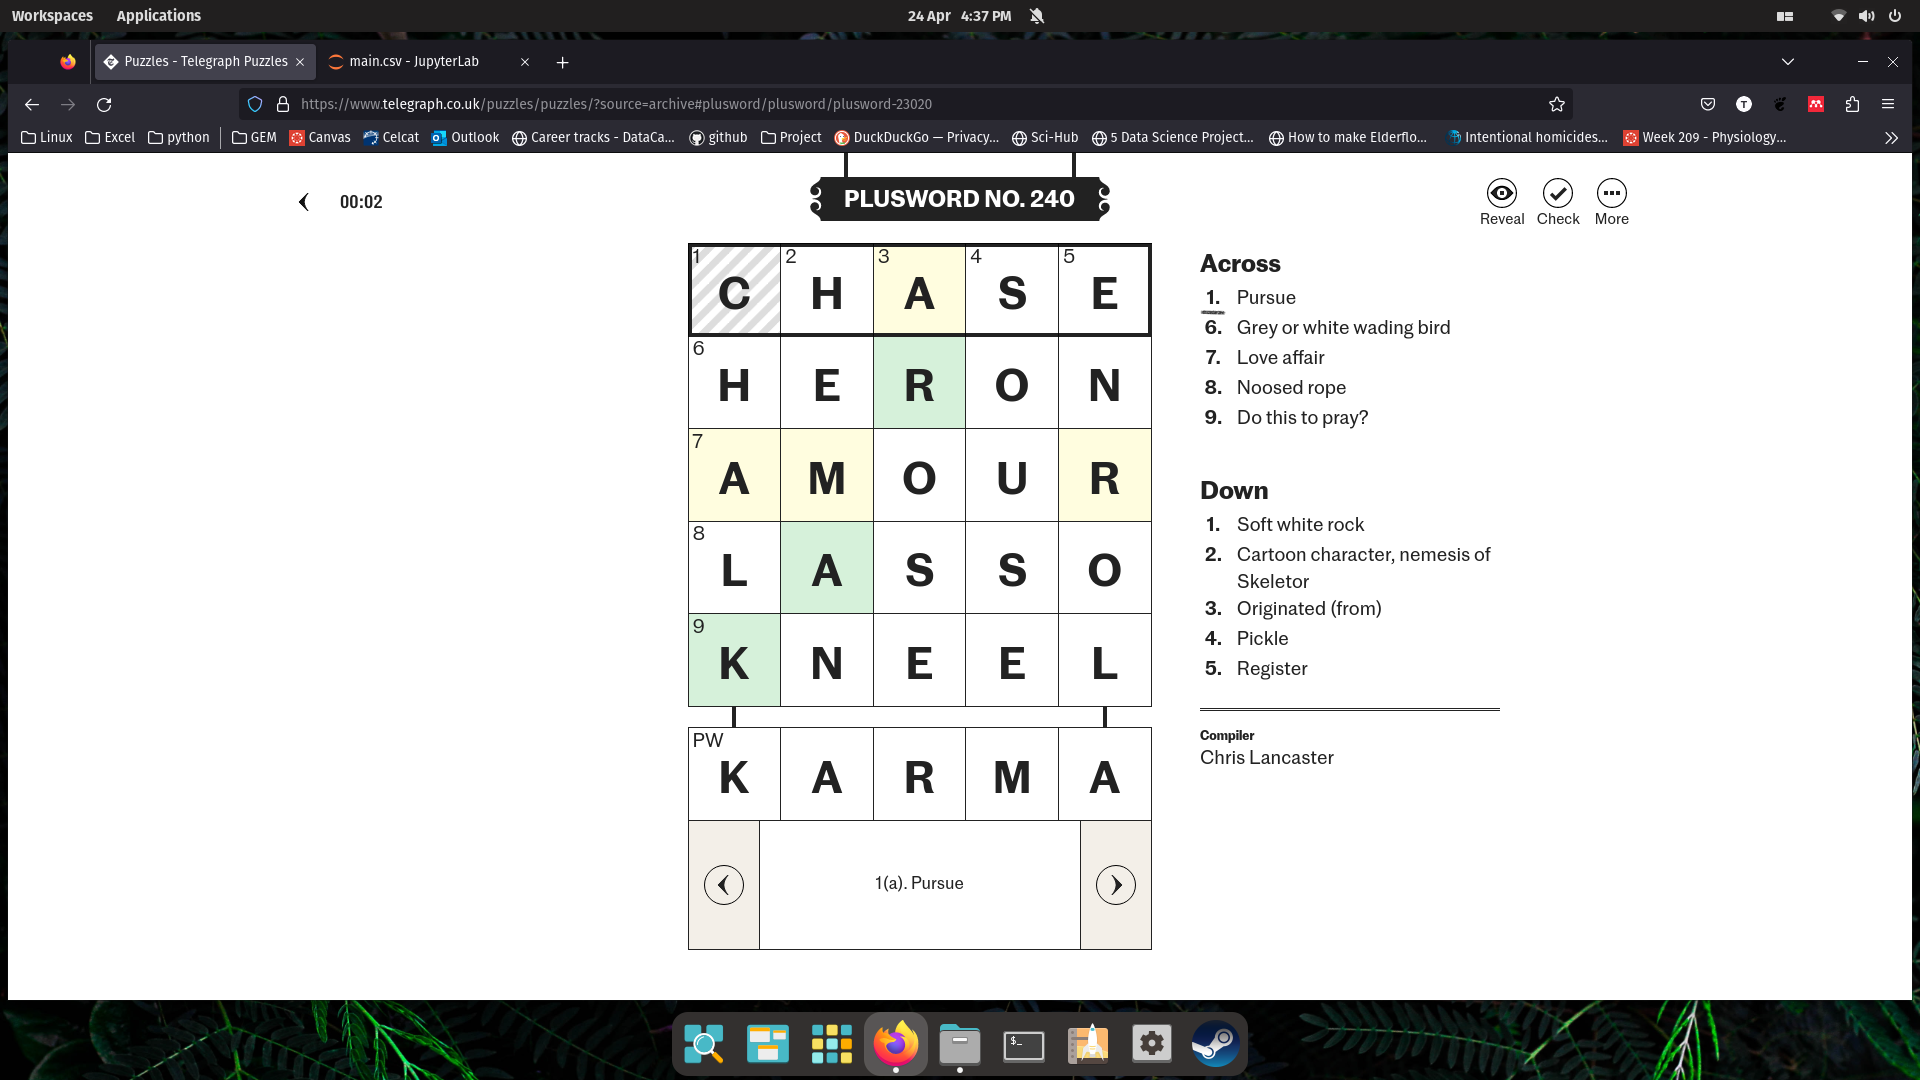 Workspaces Applications 24 Apr 4:37 PM
Puzzles - Telegraph Puzzles main.csv - JupyterLab
https://www.telegraph.co.uk/puzzles/puzzles/?source=archive#plusword/plusword/plusword-23020
Linux Excel python GEM Canvas Celcat Outlook Career tracks - DataCa... github Project DuckDuckGo — Privacy... Sci-Hub 5 Data Science Project... How to make Elderflo... Intentional homicides... Week 209 - Physiology...
00:02
PLUSWORD NO. 240
Reveal Check More
1 C 2 H 3 A 4 S 5 E
6 H E R O N
7 A M O U R
8 L A S S O
9 K N E E L
PW K A R M A
1(a). Pursue
Across
1. Pursue
6. Grey or white wading bird
7. Love affair
8. Noosed rope
9. Do this to pray?
Down
1. Soft white rock
2. Cartoon character, nemesis of
Skeletor
3. Originated (from)
4. Pickle
5. Register
Compiler
Chris Lancaster
$_